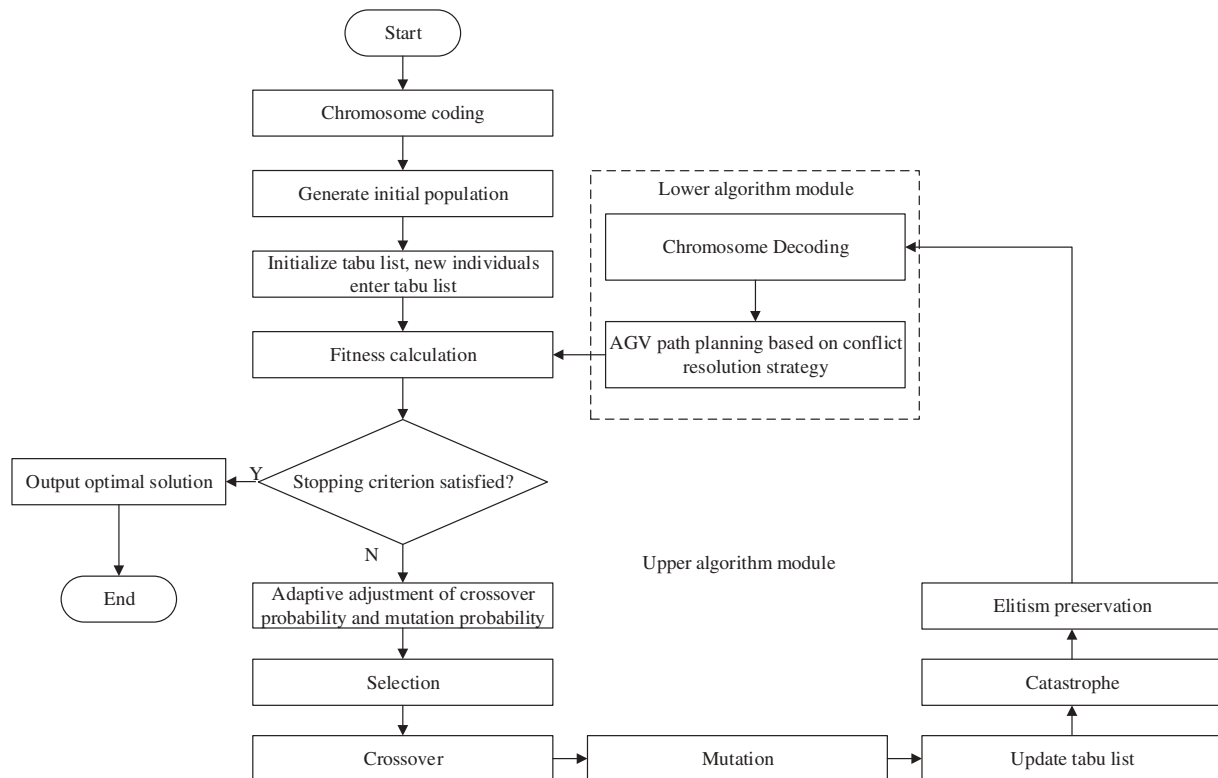 Start
Chromosome coding
Generate initial population
Initialize tabu list, new individuals
enter tabu list
Fitness calculation
Lower algorithm module
Chromosome Decoding
AGV path planning based on conflict
resolution strategy
Stopping criterion satisfied?
Y
Output optimal solution
End
N
Upper algorithm module
Adaptive adjustment of crossover
probability and mutation probability
Selection
Crossover
Mutation
Update tabu list
Catastrophe
Elitism preservation